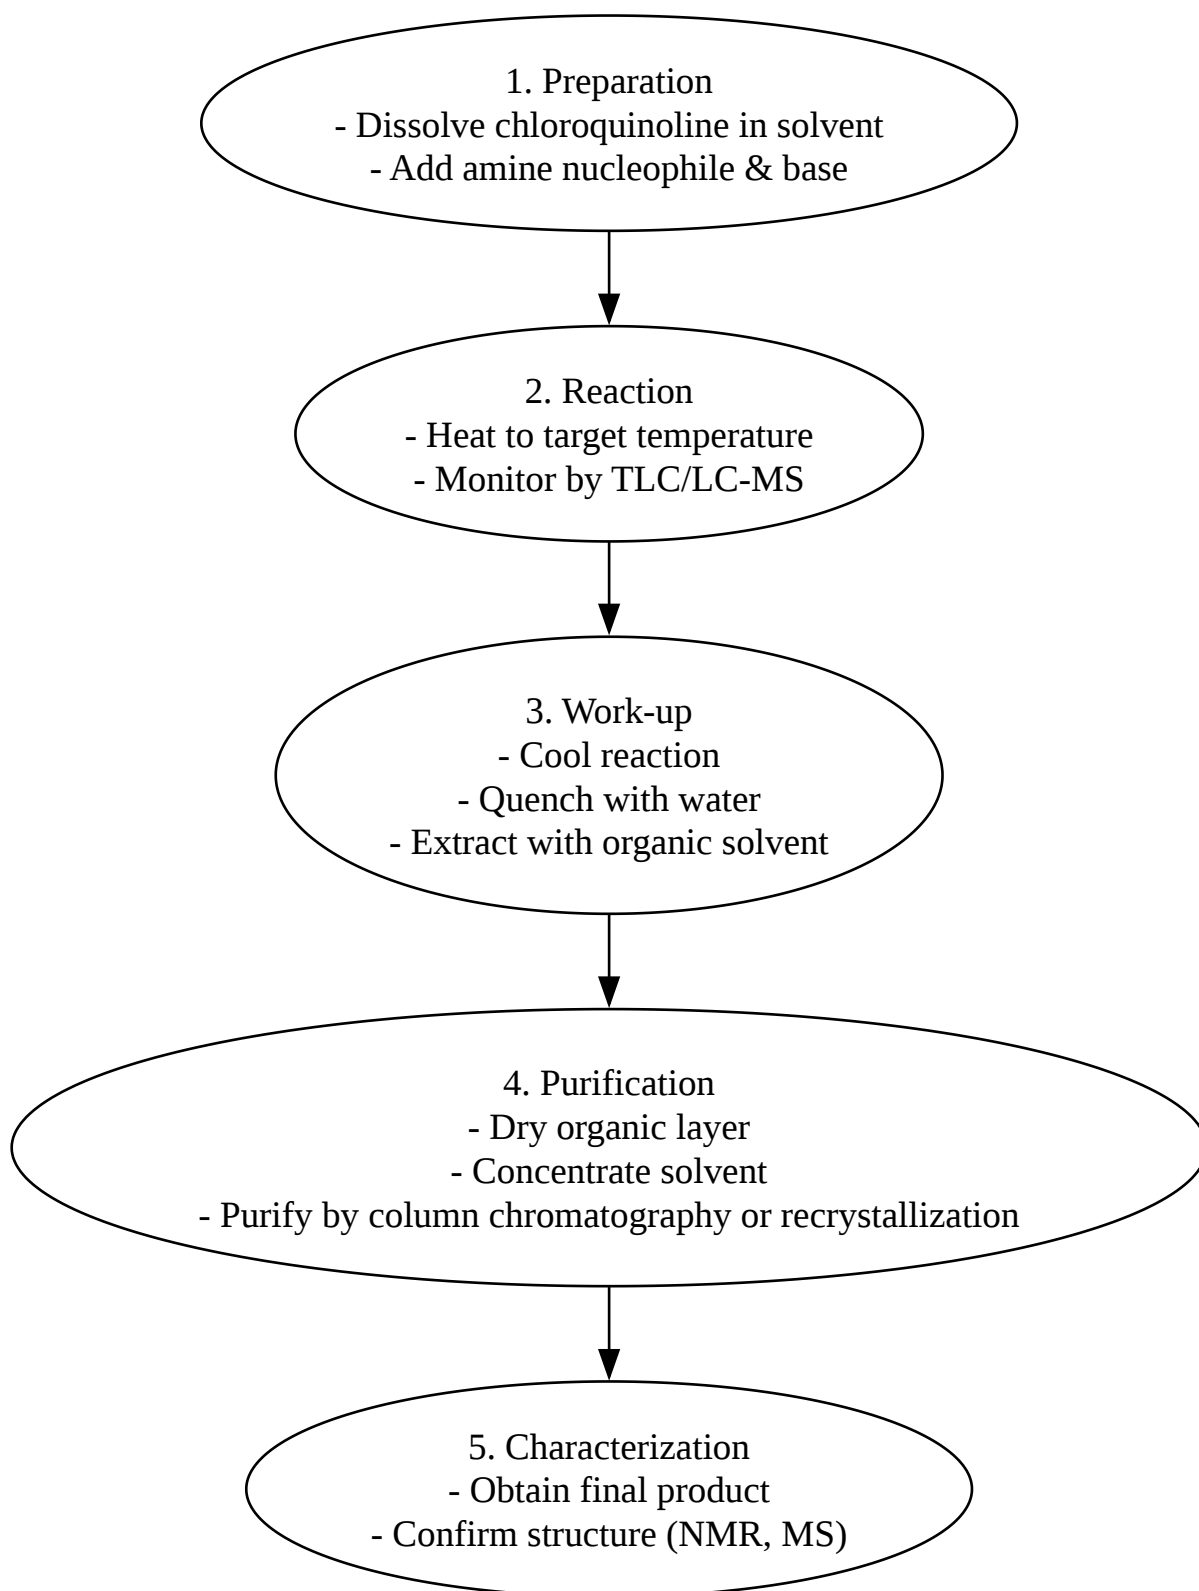 1. Preparation
- Dissolve chloroquinoline in solvent
- Add amine nucleophile & base
2. Reaction
- Heat to target temperature
- Monitor by TLC/LC-MS
3. Work-up
- Cool reaction
- Quench with water
- Extract with organic solvent
4. Purification
- Dry organic layer
- Concentrate solvent
- Purify by column chromatography or recrystallization
5. Characterization
- Obtain final product
- Confirm structure (NMR, MS)